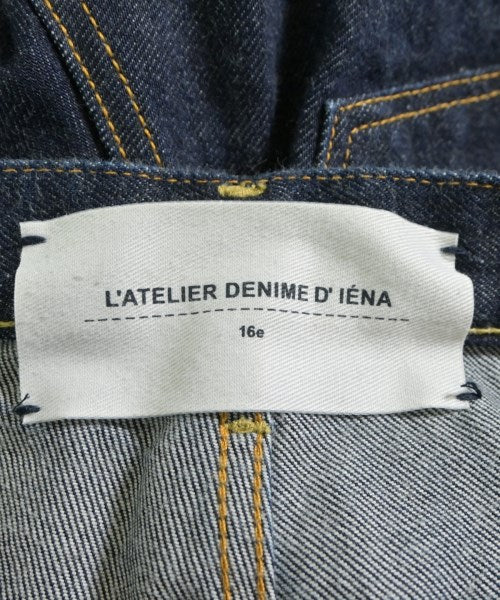 L'ATELIER DENIME D' IÉNA
16e